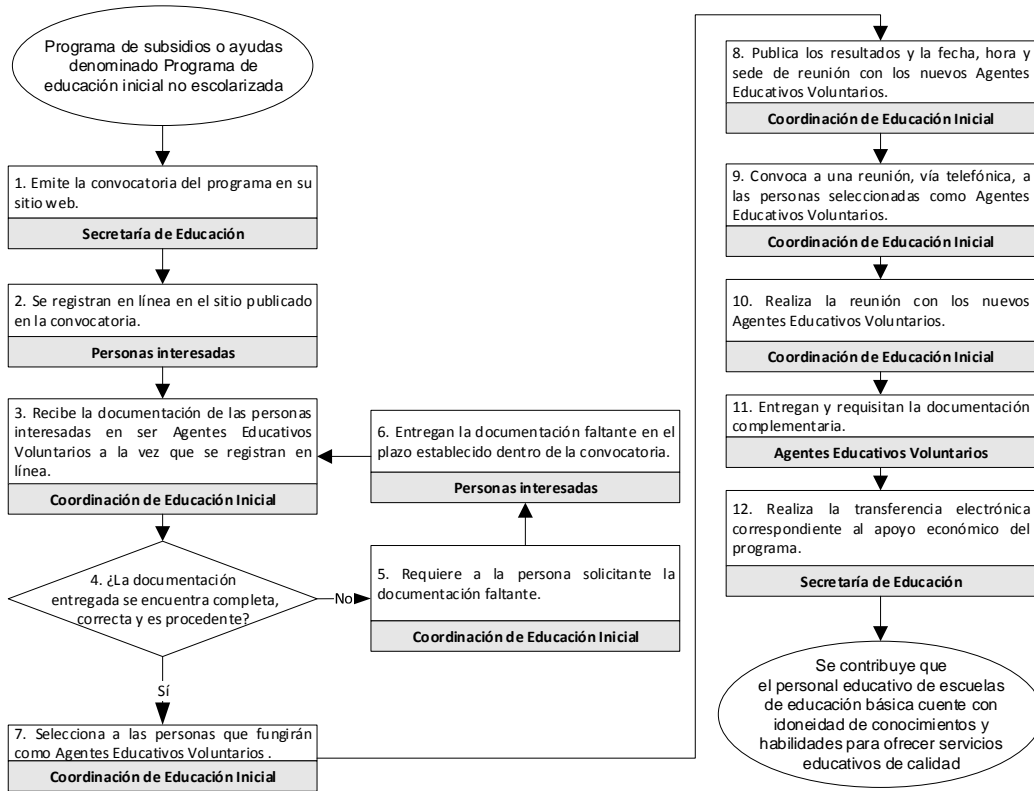 Programa de subsidios o ayudas
denominado Programa de
educación inicial no escolarizada
1. Emite la convocatoria del programa en su
sitio web.
Secretaría de Educación
2. Se registran en línea en el sitio publicado
en la convocatoria.
Personas interesadas
3. Recibe la documentación de las personas
interesadas en ser Agentes Educativos
Voluntarios a la vez que se registran en
línea.
Coordinación de Educación Inicial
4. ¿La documentación
entregada se encuentra completa,
correcta y es procedente?
No
5. Requiere a la persona solicitante la
documentación faltante.
Coordinación de Educación Inicial
6. Entregan la documentación faltante en el
plazo establecido dentro de la convocatoria.
Personas interesadas
Sí
7. Selecciona a las personas que fungirán
como Agentes Educativos Voluntarios .
Coordinación de Educación Inicial
8. Publica los resultados y la fecha, hora y
sede de reunión con los nuevos Agentes
Educativos Voluntarios.
Coordinación de Educación Inicial
9. Convoca a una reunión, vía telefónica, a
las personas seleccionadas como Agentes
Educativos Voluntarios.
Coordinación de Educación Inicial
10. Realiza la reunión con los nuevos
Agentes Educativos Voluntarios.
Coordinación de Educación Inicial
11. Entregan y requisitan la documentación
complementaria.
Agentes Educativos Voluntarios
12. Realiza la transferencia electrónica
correspondiente al apoyo económico del
programa.
Secretaría de Educación
Se contribuye que
el personal educativo de escuelas
de educación básica cuente con
idoneidad de conocimientos y
habilidades para ofrecer servicios
educativos de calidad